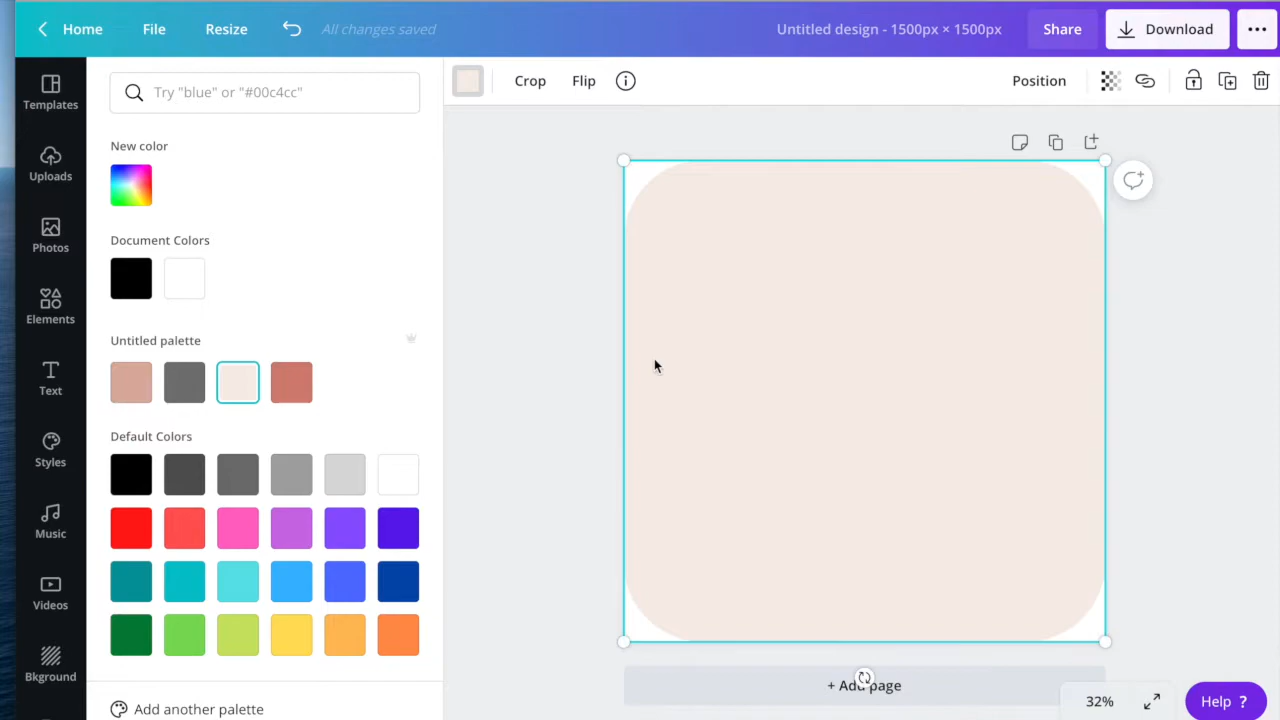 Home File Resize All changes saved Untitled design - 1500px × 1500px Share Download
Templates
Uploads
Photos
Elements
Text
Styles
Music
Videos
Bkground
Try "blue" or "#00c4cc"
New color
Document Colors
Untitled palette
Default Colors
Add another palette
Crop Flip Position
+ Add page
32%
Help ?